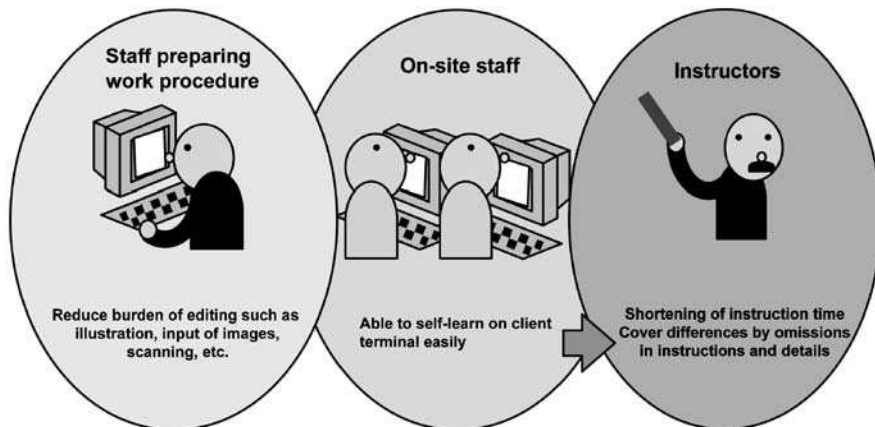 Staff preparing
work procedure
Reduce burden of editing such as
illustration, input of images,
scanning, etc.
On-site staff
Able to self-learn on client
terminal easily
Instructors
Shortening of instruction time
Cover differences by omissions
in instructions and details